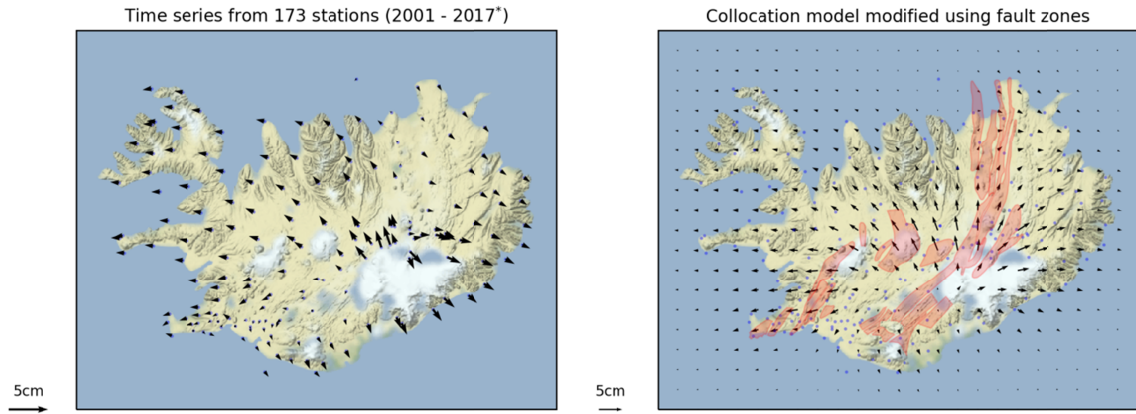 Time series from 173 stations (2001 - 2017*)
Collocation model modified using fault zones
5cm
5cm